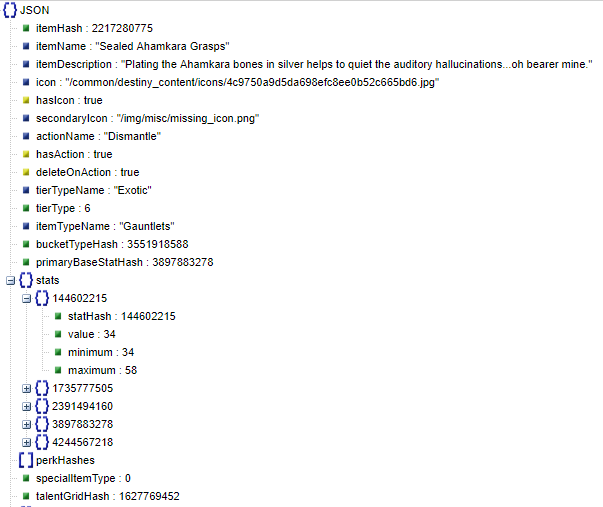 JSON
itemHash : 2217280775
itemName : "Sealed Ahamkara Grasps"
itemDescription : "Plating the Ahamkara bones in silver helps to quiet the auditory hallucinations...oh bearer mine."
icon : "/common/destiny_content/icons/4c9750a9d5da698efc8ee0b52c665bd6.jpg"
hasIcon : true
secondaryIcon : "/img/misc/missing_icon.png"
actionName : "Dismantle"
hasAction : true
deleteOnAction : true
tierTypeName : "Exotic"
tierType : 6
itemTypeName : "Gauntlets"
bucketTypeHash : 3551918588
primaryBaseStatHash : 3897883278
stats
144602215
statHash : 144602215
value : 34
minimum : 34
maximum : 58
1735777505
2391494160
3897883278
4244567218
perkHashes
specialItemType : 0
talentGridHash : 1627769452